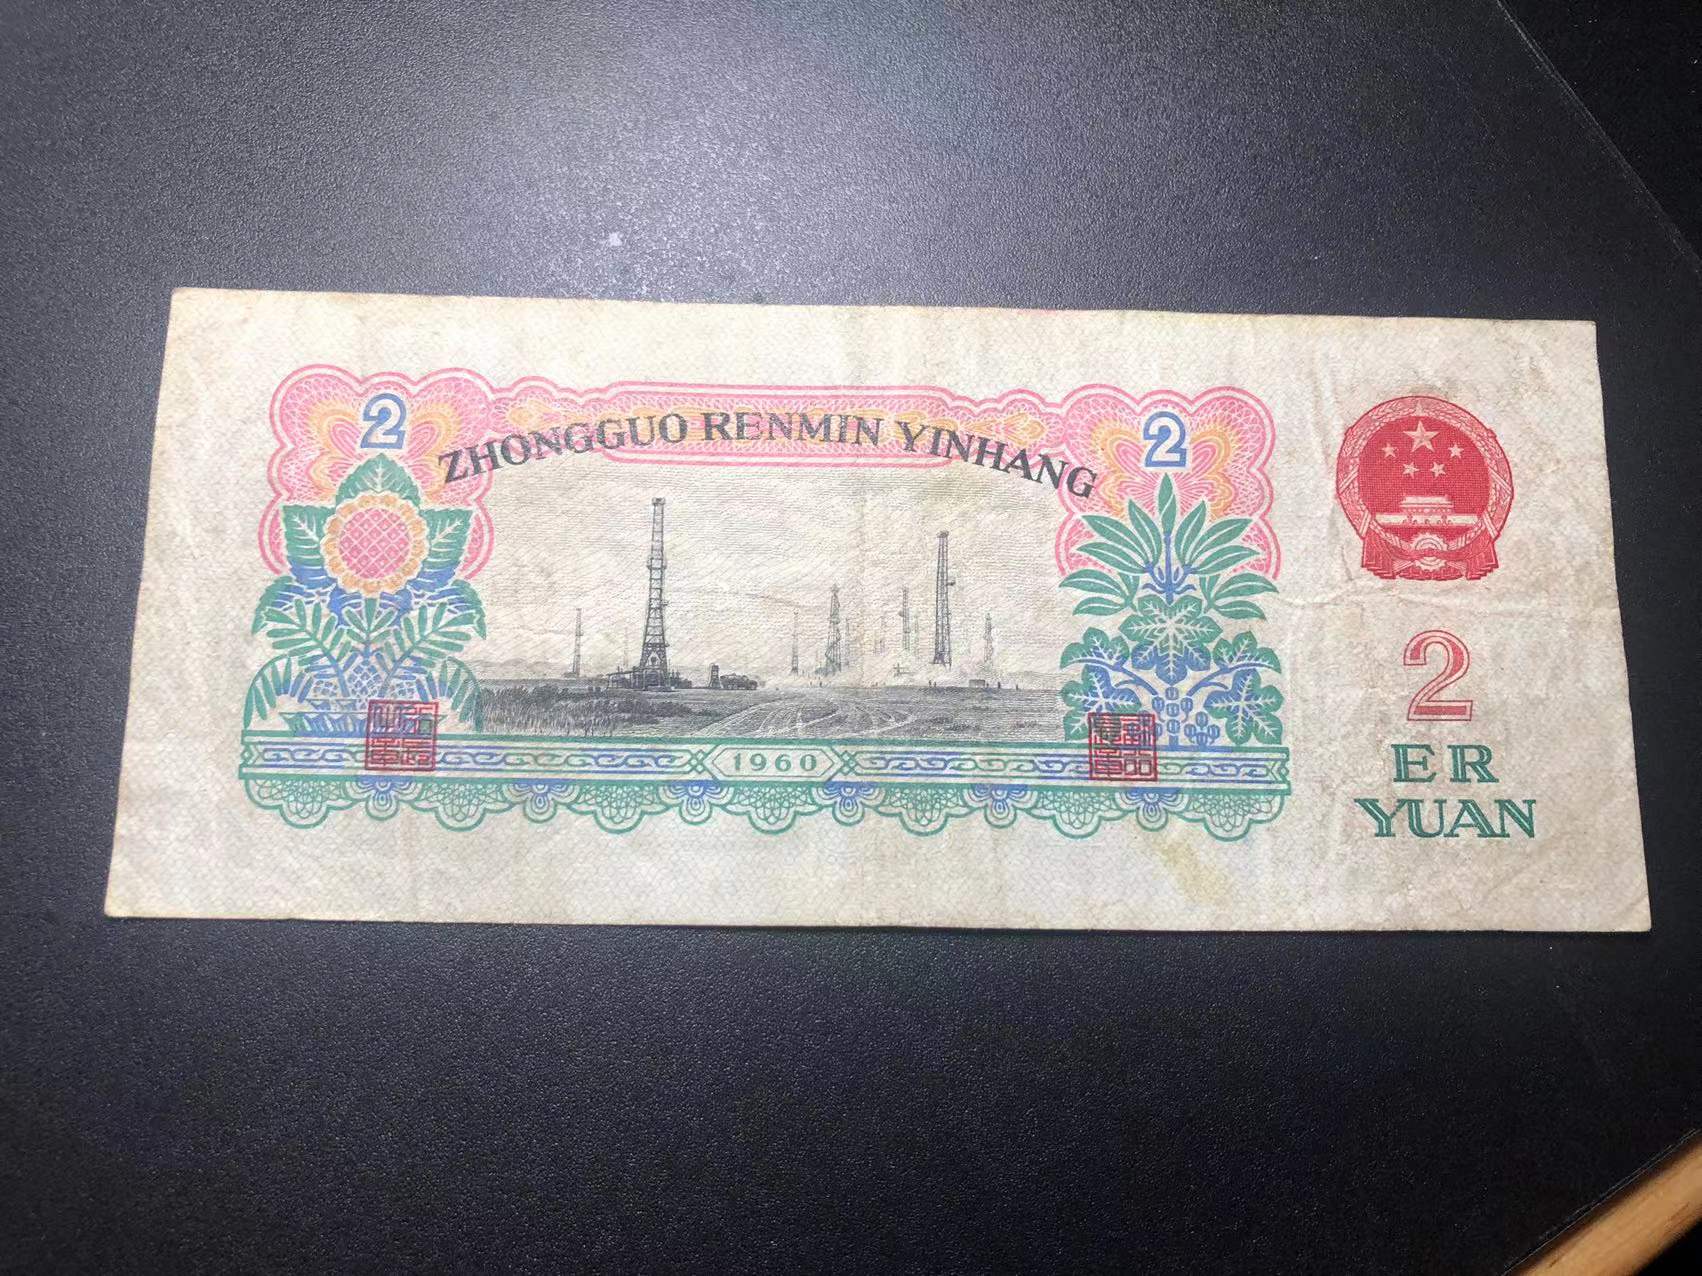 2
2
ZHONGGUO RENMIN YINHANG
1960
2
ER
YUAN